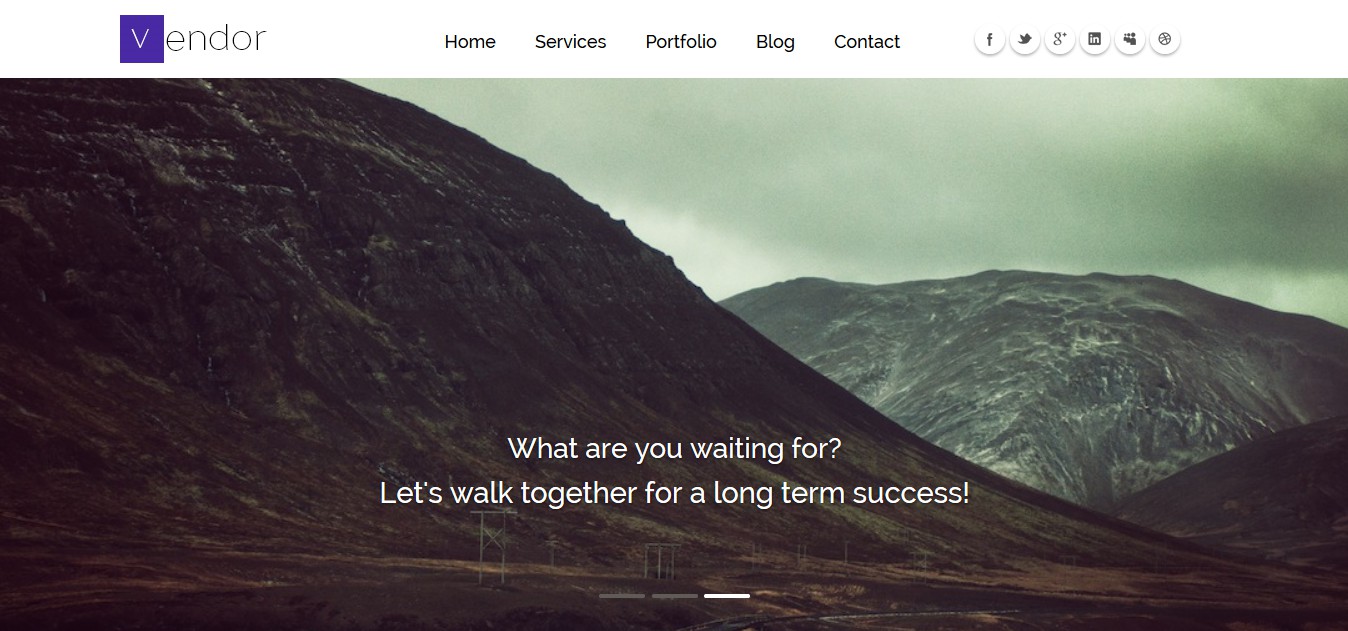 Vendor
Home Services Portfolio Blog Contact
What are you waiting for?
Let's walk together for a long term success!